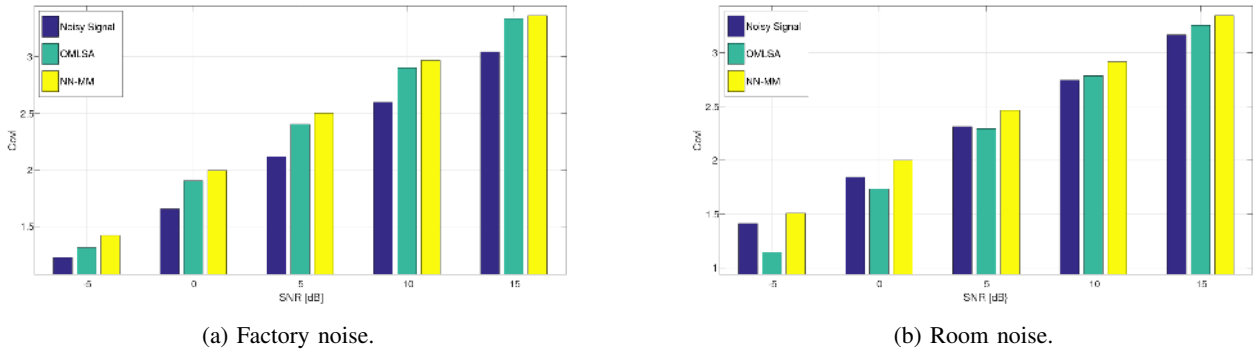 Noisy Signal
OMLSA
NN-MM
3
2.5
2
1.5
Covl
-5 0 5 10 15
SNR [dB]
(a) Factory noise.
Noisy Signal
OMLSA
NN-MM
3
2.5
2
1.5
1
Covl
-5 0 5 10 15
SNR [dB}
(b) Room noise.